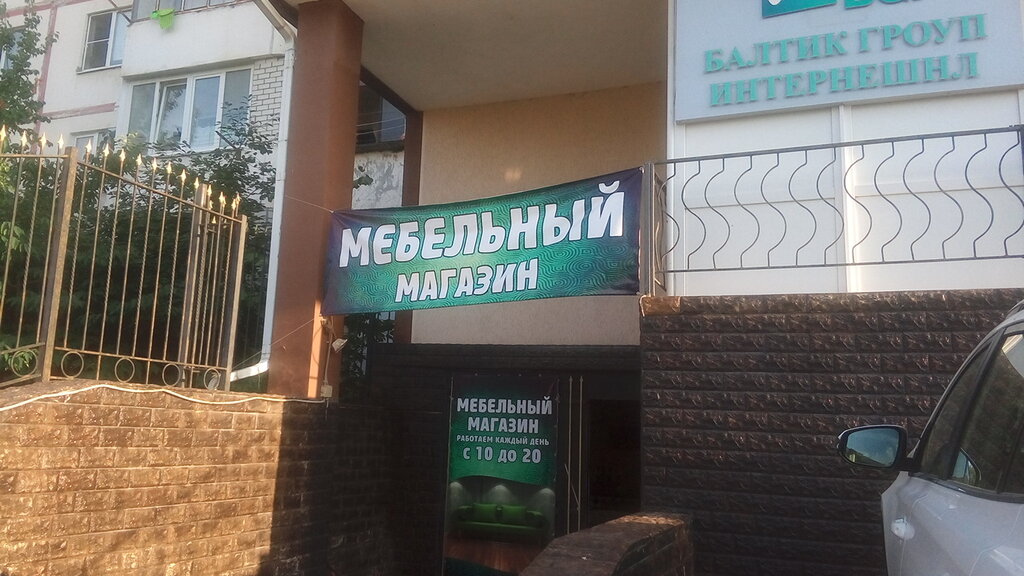 БАЛТИК ГРОУП
ИНТЕРНЕШНЛ
МЕБЕЛЬНЫЙ
МАГАЗИН
МЕБЕЛЬНЫЙ
МАГАЗИН
РАБОТАЕМ КАЖДЫЙ ДЕНЬ
с 10 до 20